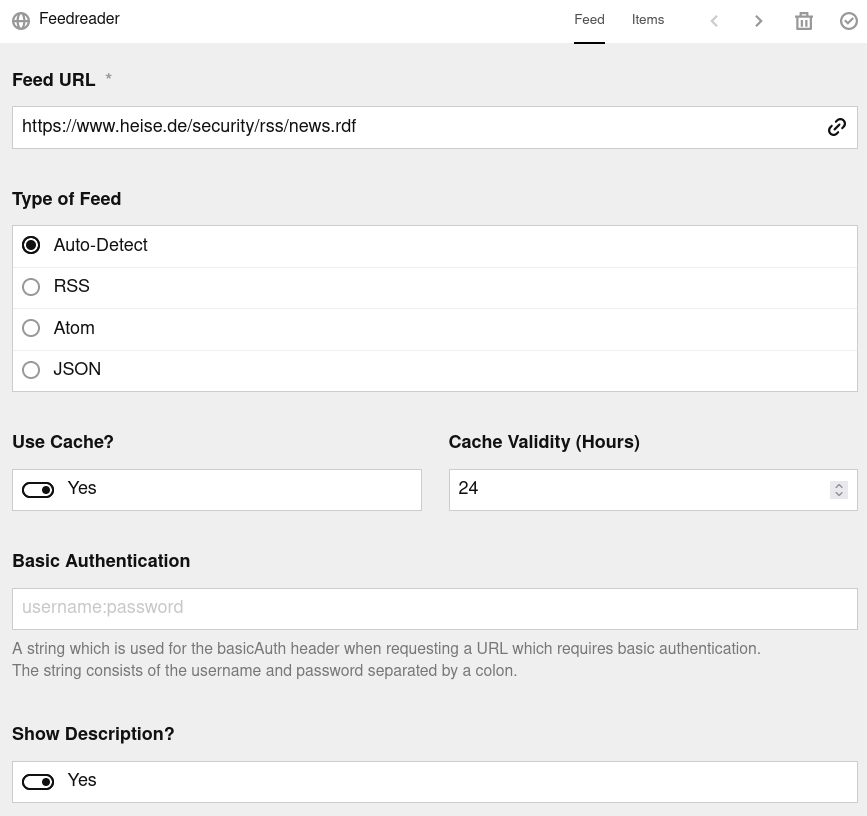 Feedreader
Feed Items
Feed URL *
https://www.heise.de/security/rss/news.rdf
Type of Feed
Auto-Detect
RSS
Atom
JSON
Use Cache? Cache Validity (Hours)
Yes 24
Basic Authentication
username:password
A string which is used for the basicAuth header when requesting a URL which requires basic authentication.
The string consists of the username and password separated by a colon.
Show Description?
Yes